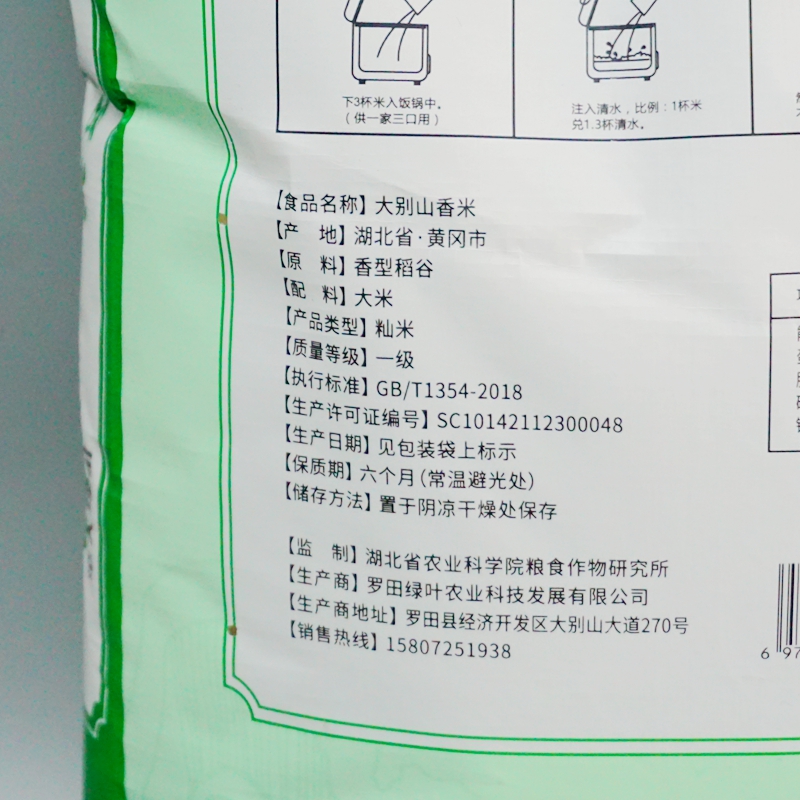 下3杯米入饭锅中。
（供一家三口用）
注入清水，比例：1杯米
兑1.3杯清水。
【食品名称】大别山香米
【产　地】湖北省·黄冈市
【原　料】香型稻谷
【配　料】大米
【产品类型】籼米
【质量等级】一级
【执行标准】GB/T1354-2018
【生产许可证编号】SC10142112300048
【生产日期】见包装袋上标示
【保质期】六个月（常温避光处）
【储存方法】置于阴凉干燥处保存
【监　制】湖北省农业科学院粮食作物研究所
【生产商】罗田绿叶农业科技发展有限公司
【生产商地址】罗田县经济开发区大别山大道270号
【销售热线】15807251938
6 97